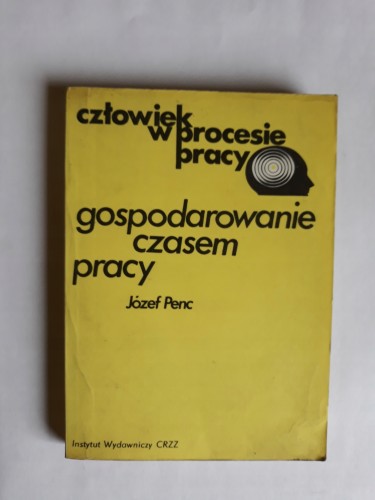 człowiek
w procesie
pracy
gospodarowanie
czasem
pracy
Józef Penc
Instytut Wydawniczy CRZZ